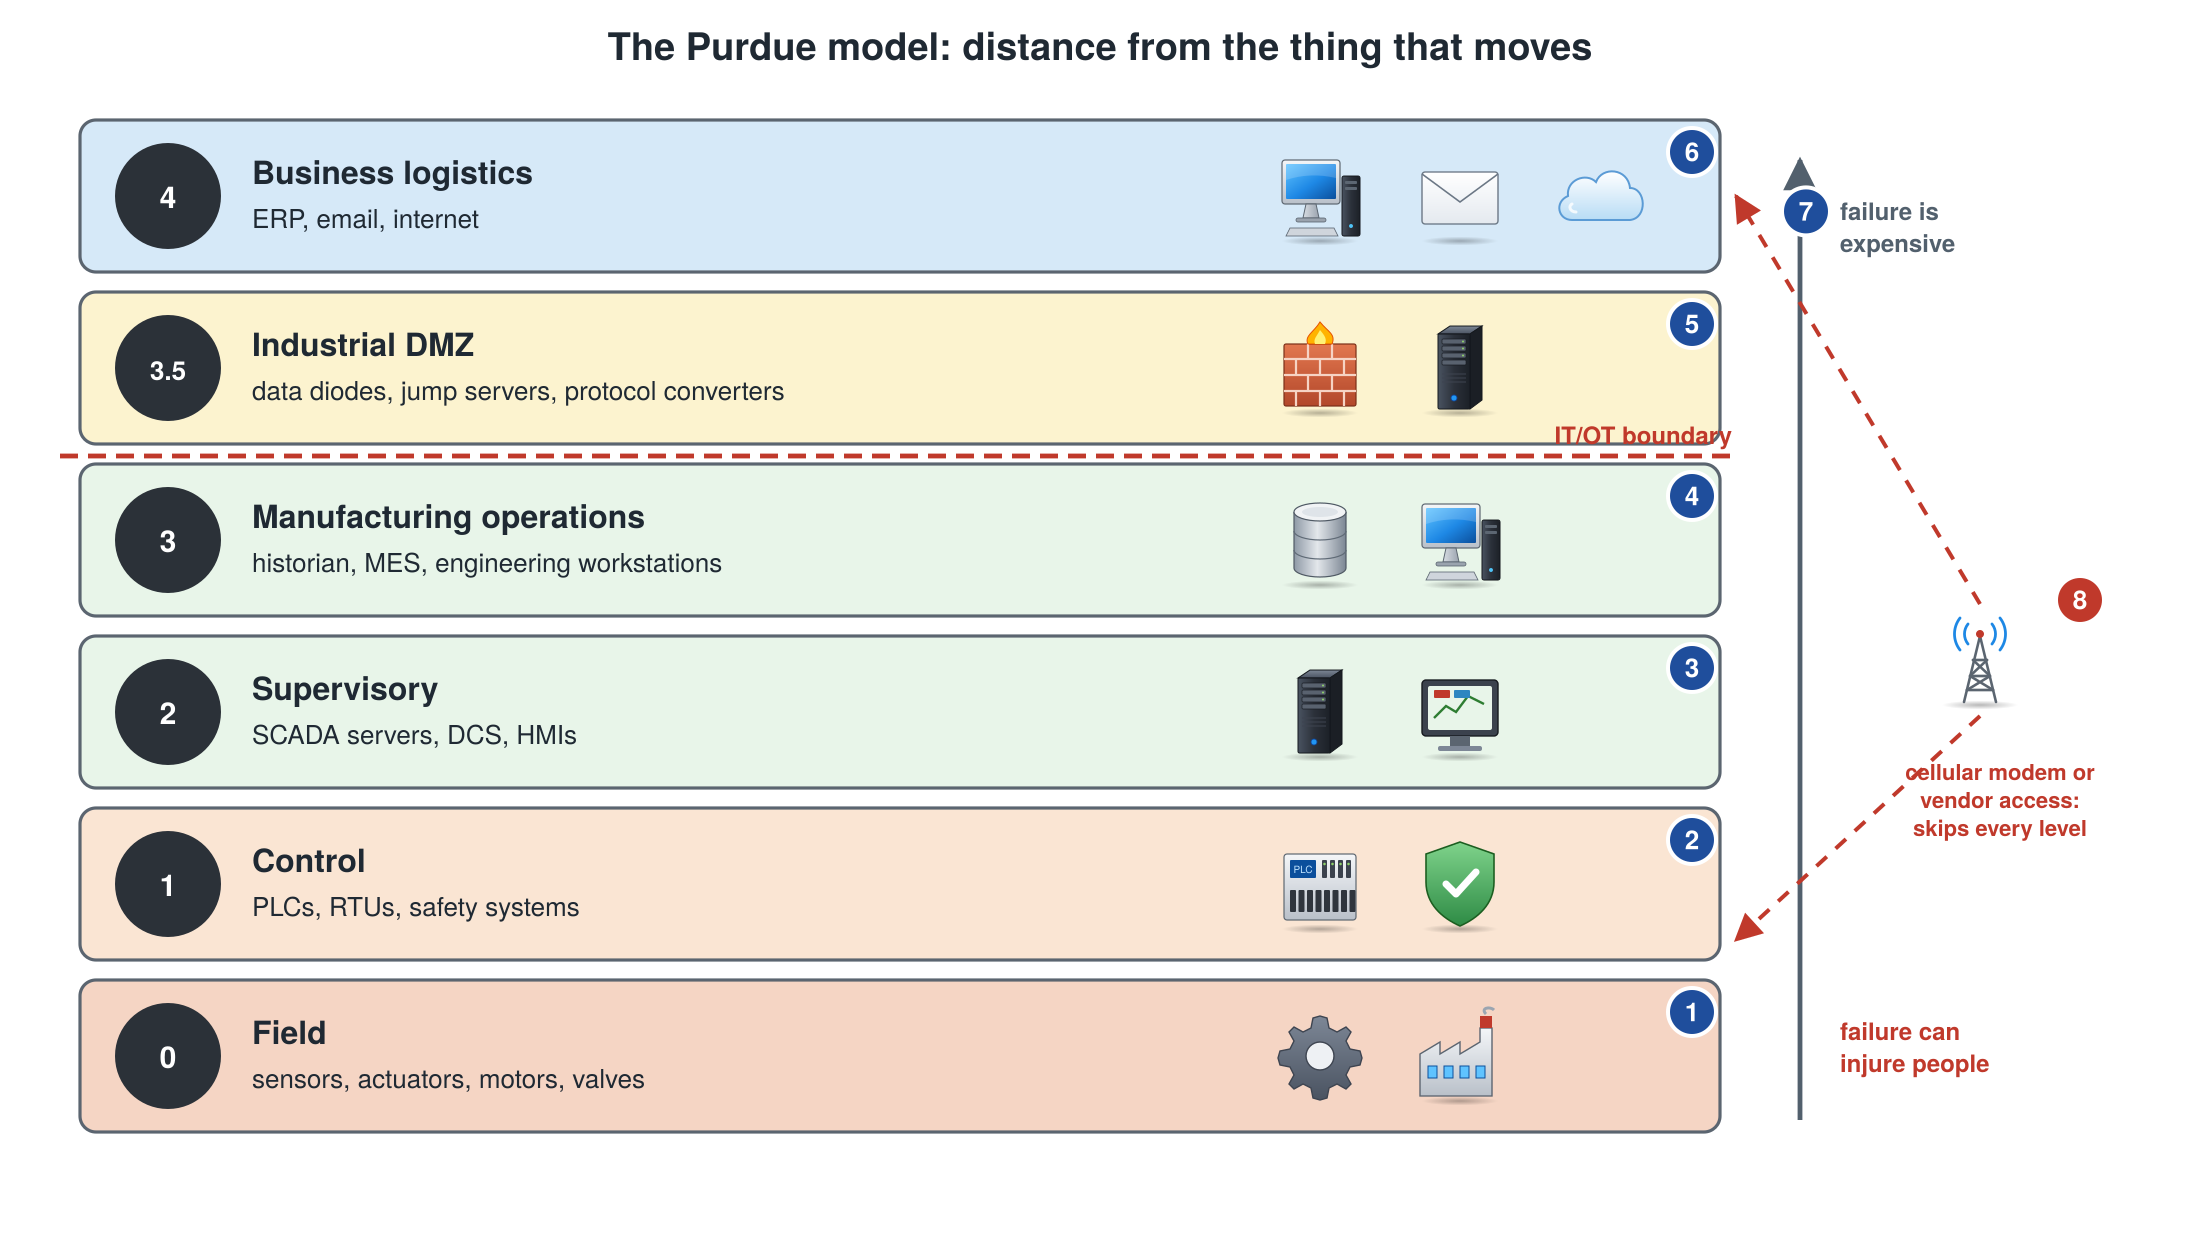 The Purdue model: distance from the thing that moves
4
Business logistics
ERP, email, internet
6
7
failure is
expensive
3.5
Industrial DMZ
data diodes, jump servers, protocol converters
5
IT/OT boundary
3
Manufacturing operations
historian, MES, engineering workstations
4
8
2
Supervisory
SCADA servers, DCS, HMIs
3
cellular modem or
vendor access:
skips every level
1
Control
PLCs, RTUs, safety systems
PLC
2
0
Field
sensors, actuators, motors, valves
1
failure can
injure people